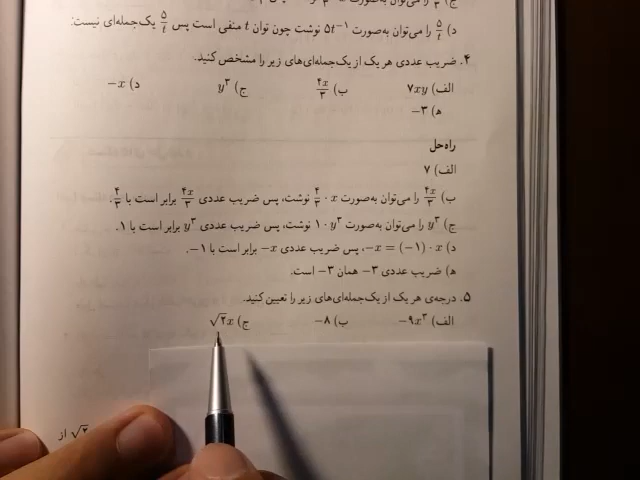 د) ۵/t را می‌توان به‌صورت ۵t⁻¹ نوشت چون توان t منفی است پس ۵/t یک جمله‌ای نیست.
۴. ضریب عددی هر یک از یک‌جمله‌ای‌های زیر را مشخص کنید.
الف) ۷xy ب) ۴x/۳ ج) y³ د) −x
ه) −۳
راه‌حل
الف) ۷
ب) ۴x/۳ را می‌توان به‌صورت ۴/۳ · x نوشت، پس ضریب عددی ۴x/۳ برابر است با ۴/۳.
ج) y³ را می‌توان به‌صورت ۱ · y³ نوشت، پس ضریب عددی y³ برابر است با ۱.
د) −x = (−۱) · x، پس ضریب عددی −x برابر است با −۱.
ه) ضریب عددی −۳ همان −۳ است.
۵. درجه‌ی هر یک از یک‌جمله‌ای‌های زیر را تعیین کنید.
الف) −۹x³ ب) −۸ ج) √۲x
√۲ از